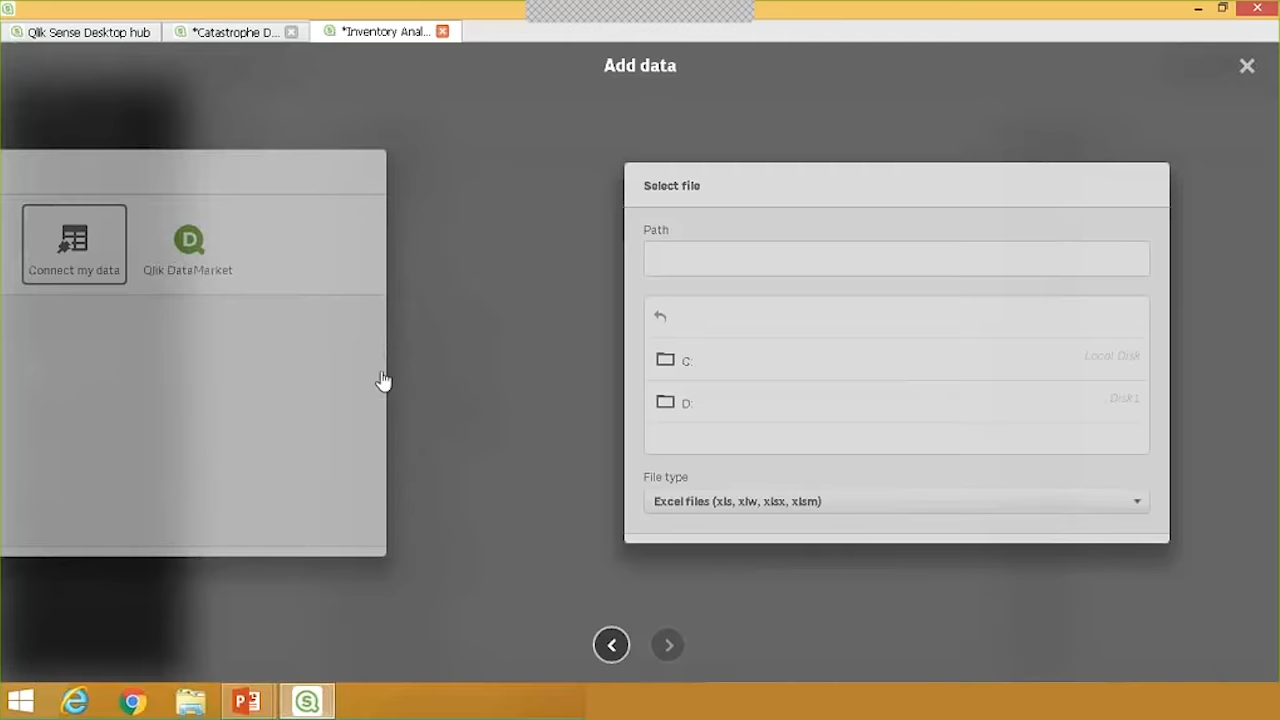 Qlik Sense Desktop hub
*Catastrophe D...
*Inventory Anal...
Add data
Connect my data
Qlik DataMarket
Select file
Path
C:
Local Disk
D:
Disk1
File type
Excel files (xls, xlw, xlsx, xlsm)